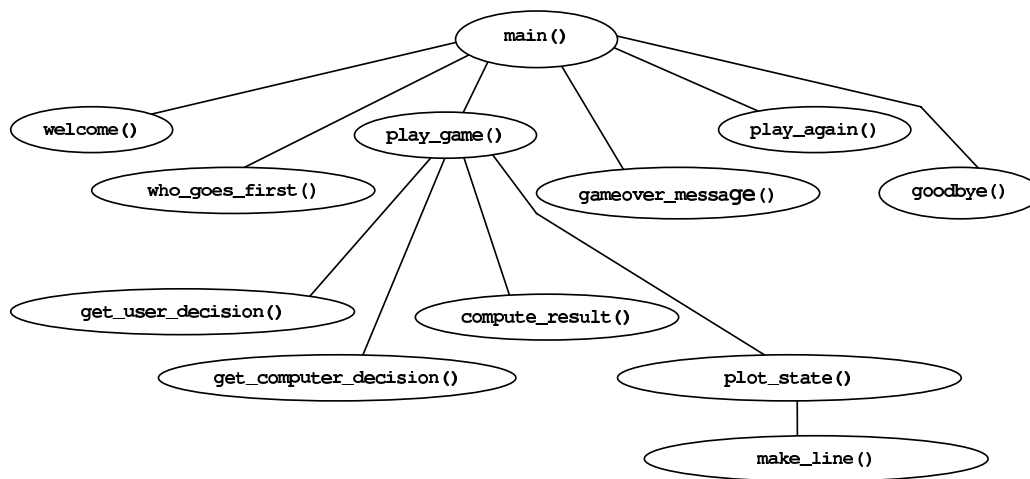 main()
welcome()
play_game()
play_again()
who_goes_first()
gameover_message()
goodbye()
get_user_decision()
compute_result()
get_computer_decision()
plot_state()
make_line()